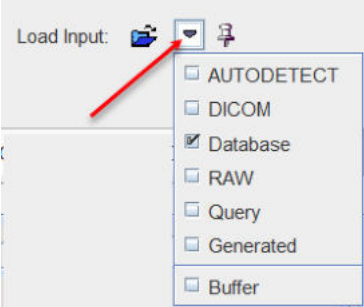 Load Input:
AUTODETECT
DICOM
Database
RAW
Query
Generated
Buffer